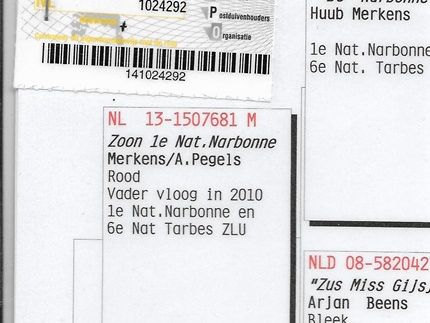 NL
1024292
Postduivenhouders
Organisatie
141024292
Huub Merkens
1e Nat.Narbonne
6e Nat. Tarbes
NL 13-1507681 M
Zoon 1e Nat.Narbonne
Merkens/A.Pegels
Rood
Vader vloog in 2010
1e Nat.Narbonne en
6e Nat Tarbes ZLU
NLD 08-582042
"Zus Miss Gijs
Arjan Beens
Bleek